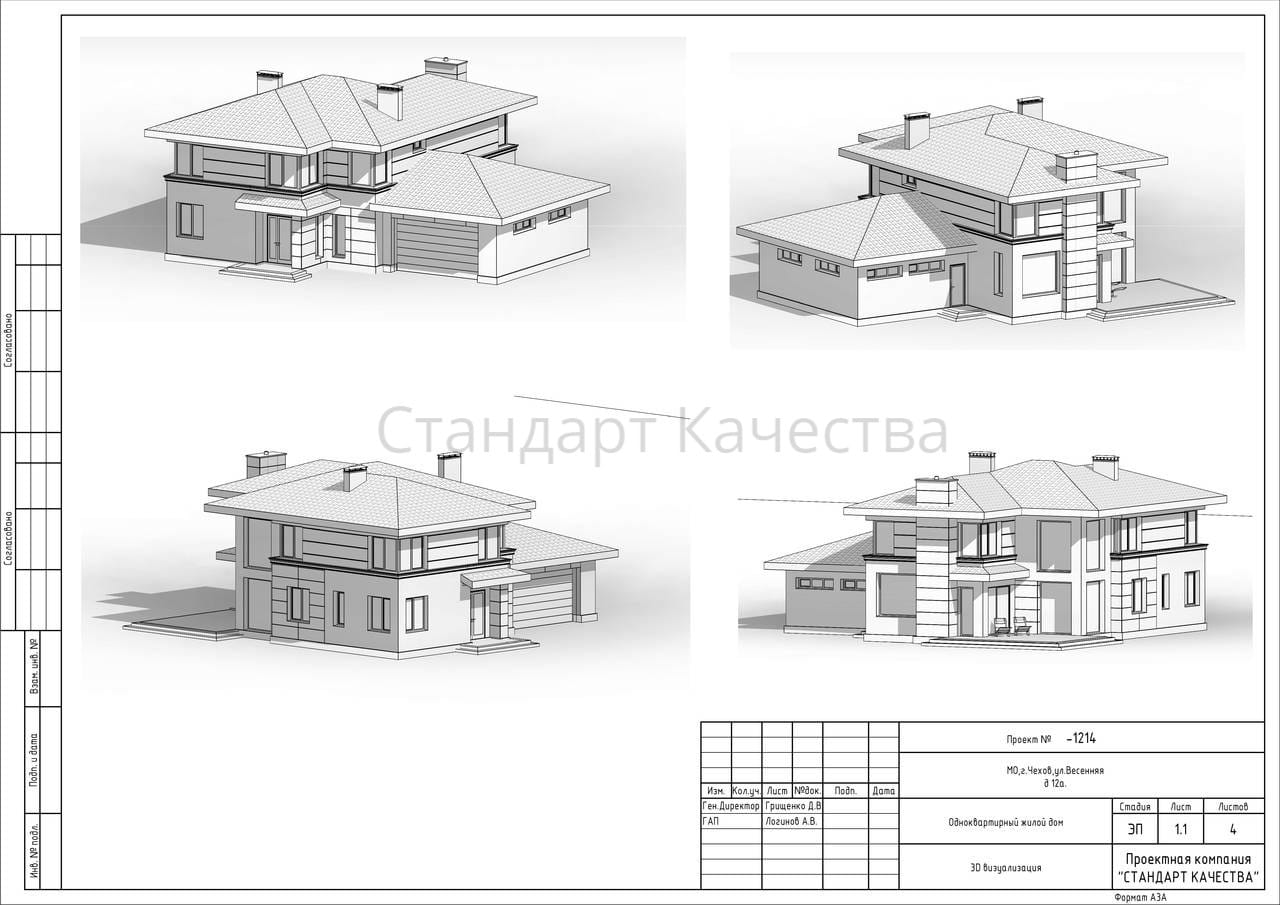 Согласовано
Согласовано
Взам. инв. №
Подп. и дата
Инв. № подл.
Стандарт Качества
Проект № -1214
МО,г.Чехов,ул.Весенняя
д 12а.
Изм. Кол.уч. Лист №док. Подп. Дата
Ген.Директор Грищенко Д.В
ГАП Логинов А.В.
Одноквартирный жилой дом
Стадия Лист Листов
ЭП 1.1 4
3D визуализация
Проектная компания
"СТАНДАРТ КАЧЕСТВА"
Формат А3А